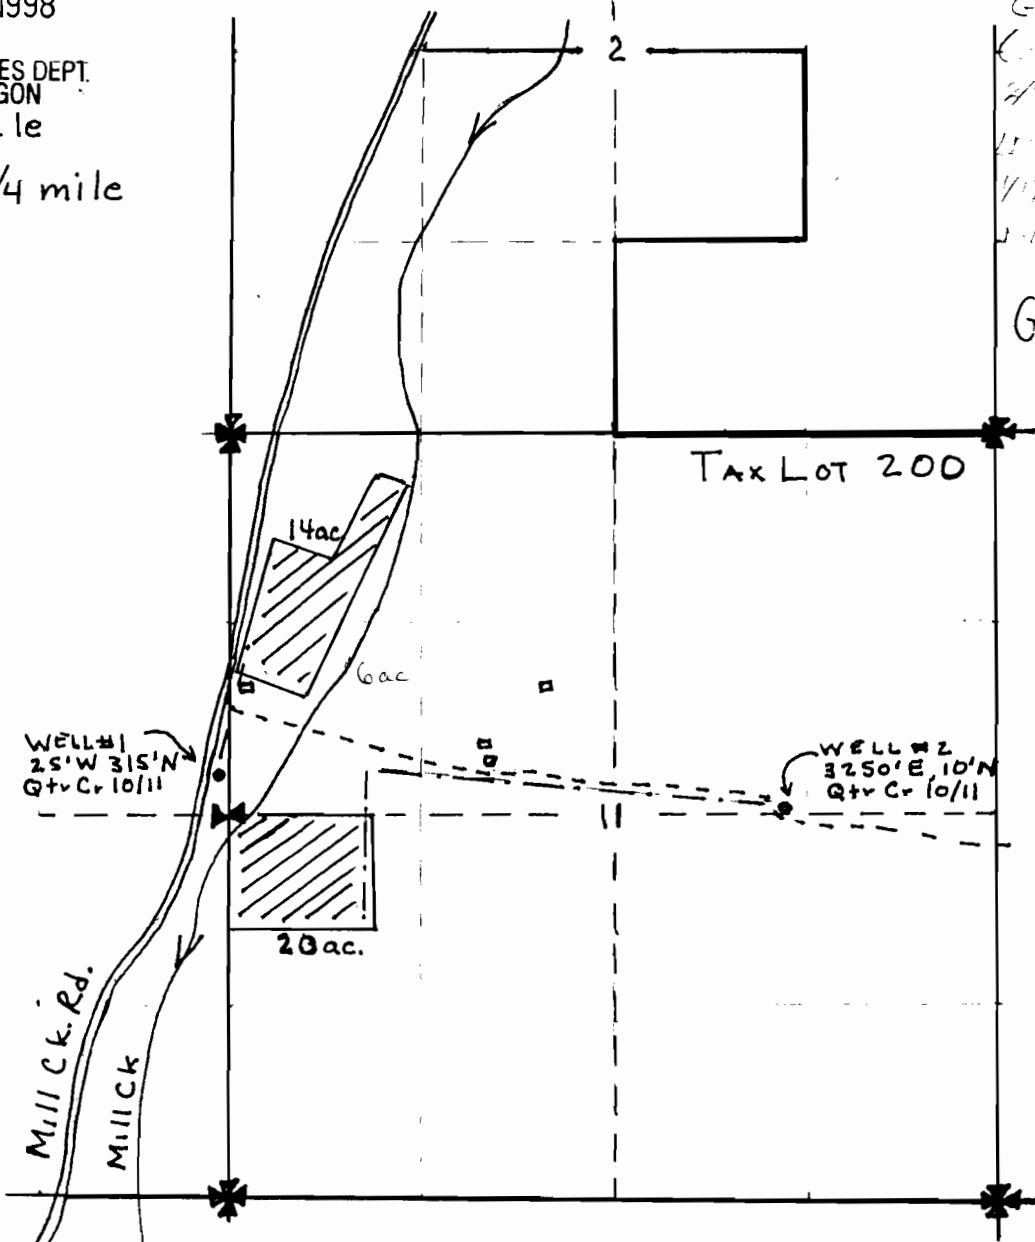 1998
ES DEPT.
GON
le
1/4 mile
2
G
TAX LOT 200
14ac
6ac
WELL #1
25'W 315'N
Qtr Cr 10/11
WELL #2
3250'E, 10'N
Qtr Cr 10/11
11
20ac.
Mill Ck. Rd.
Mill Ck